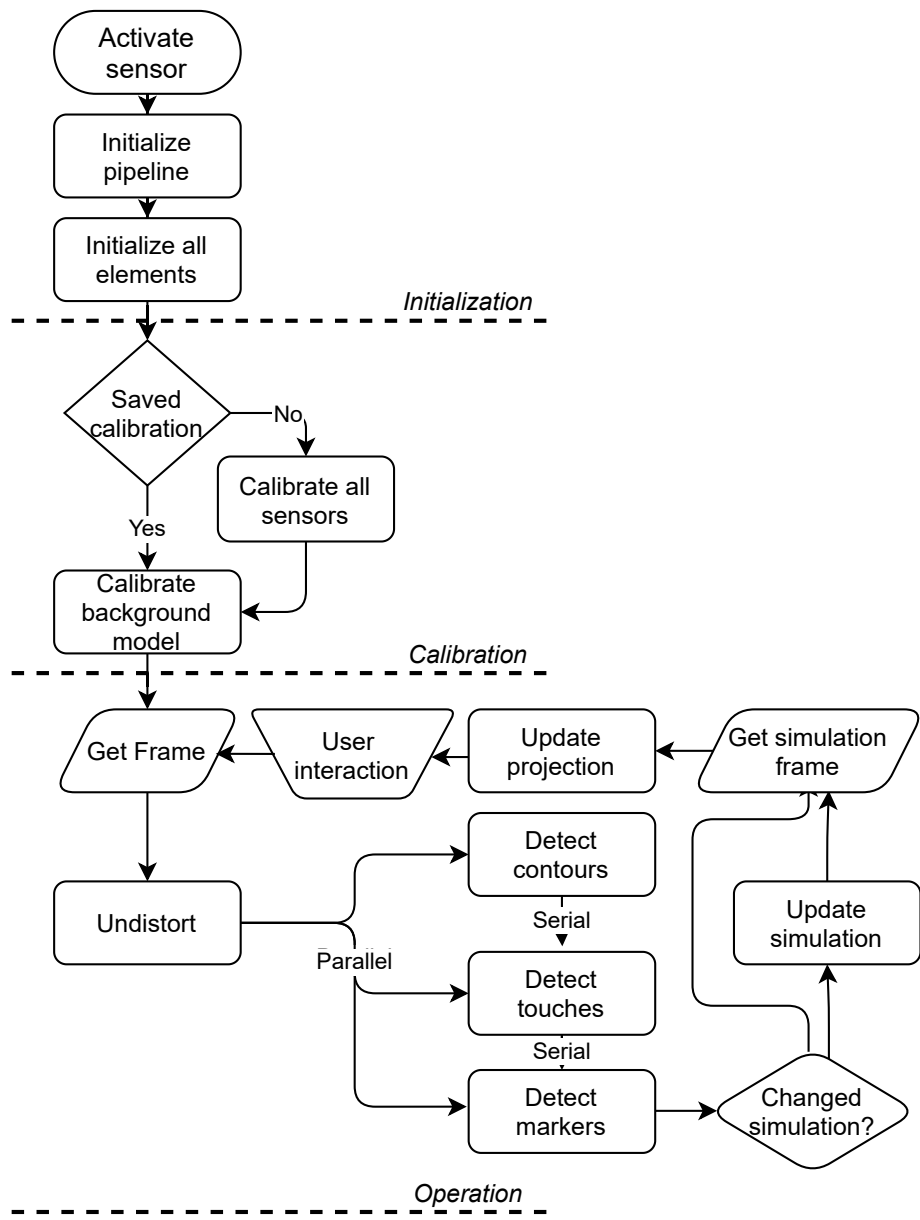 Activate
sensor
Initialize
pipeline
Initialize all
elements
Initialization
Saved
calibration
No
Calibrate all
sensors
Yes
Calibrate
background
model
Calibration
Get Frame
User
interaction
Update
projection
Get simulation
frame
Detect
contours
Undistort
Serial
Update
simulation
Parallel
Detect
touches
Serial
Detect
markers
Changed
simulation?
Operation